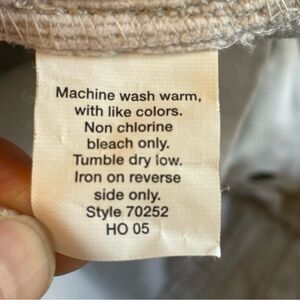 Machine wash warm,
with like colors.
Non chlorine
bleach only.
Tumble dry low.
Iron on reverse
side only.
Style 70252
HO 05